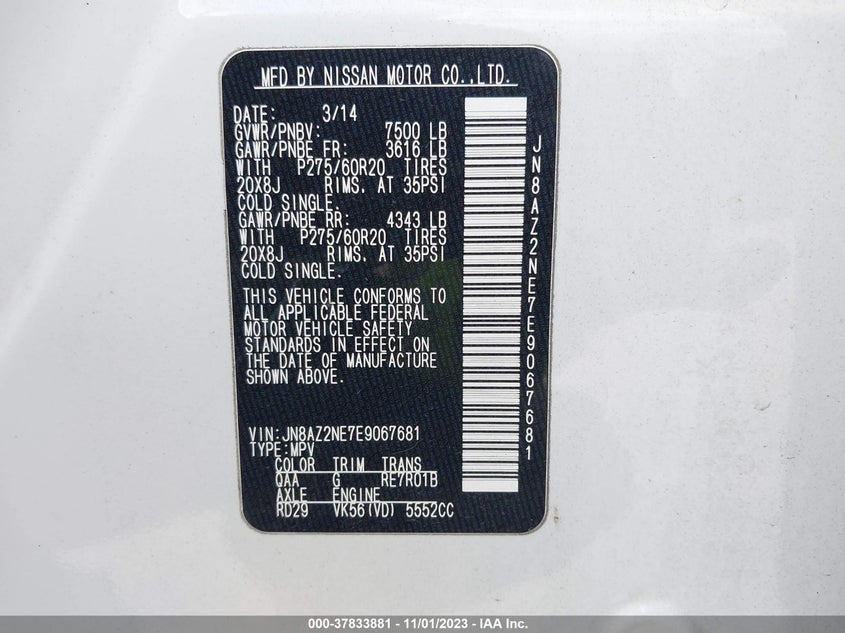 MFD BY NISSAN MOTOR CO.,LTD.
DATE: 3/14
GVWR/PNBV: 7500 LB
GAWR/PNBE FR: 3616 LB
WITH P275/60R20 TIRES
20X8J RIMS. AT 35PSI
COLD SINGLE.
GAWR/PNBE RR: 4343 LB
WITH P275/60R20 TIRES
20X8J RIMS. AT 35PSI
COLD SINGLE.
THIS VEHICLE CONFORMS TO
ALL APPLICABLE FEDERAL
MOTOR VEHICLE SAFETY
STANDARDS IN EFFECT ON
THE DATE OF MANUFACTURE
SHOWN ABOVE.
VIN:JN8AZ2NE7E9067681
TYPE:MPV
COLOR TRIM TRANS
QAA G RE7R01B
AXLE ENGINE
RD29 VK56(VD) 5552CC
JN8AZ2NE7E9067681
000-37833881 - 11/01/2023 - IAA Inc.